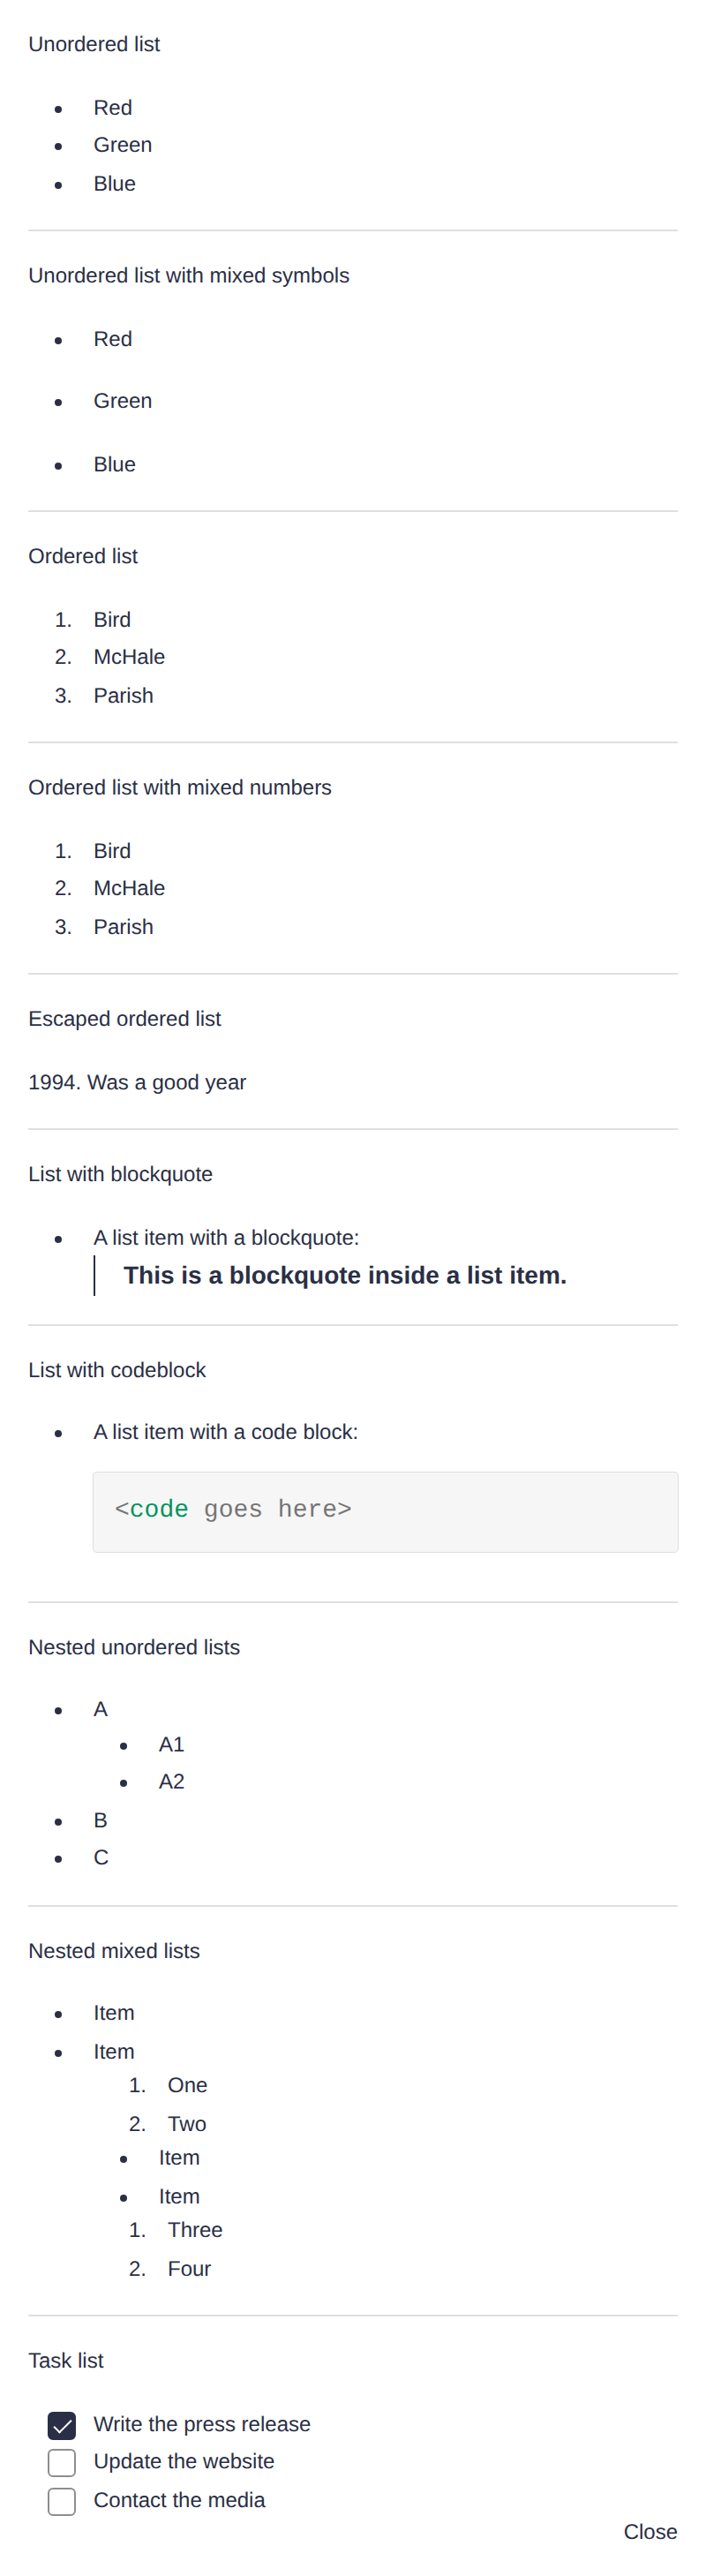 Unordered list
• Red
• Green
• Blue
Unordered list with mixed symbols
• Red
• Green
• Blue
Ordered list
1. Bird
2. McHale
3. Parish
Ordered list with mixed numbers
1. Bird
2. McHale
3. Parish
Escaped ordered list
1994. Was a good year
List with blockquote
• A list item with a blockquote:
This is a blockquote inside a list item.
List with codeblock
• A list item with a code block:
<code goes here>
Nested unordered lists
• A
• A1
• A2
• B
• C
Nested mixed lists
• Item
• Item
1. One
2. Two
• Item
• Item
1. Three
2. Four
Task list
Write the press release
Update the website
Contact the media
Close